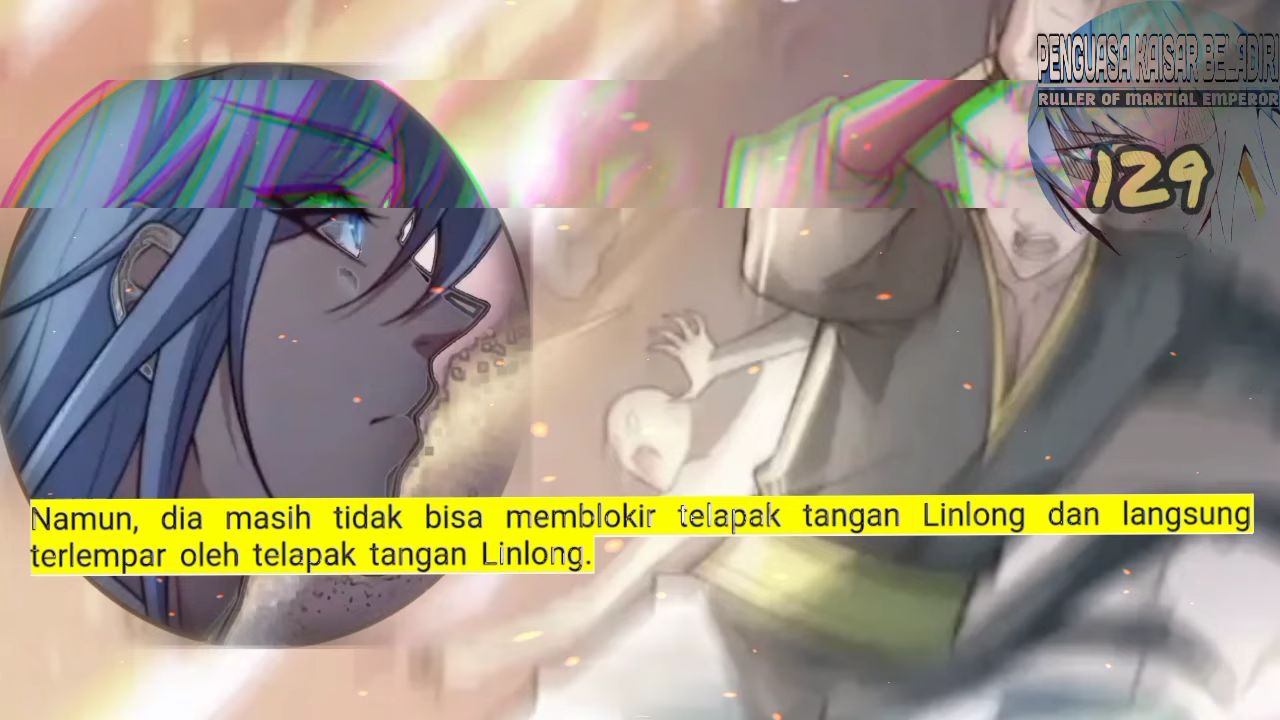 PENGUASA KAISAR BELADIRI
RULLER OF MARTIAL EMPEROR
129
Namun, dia masih tidak bisa memblokir telapak tangan Linlong dan langsung
terlempar oleh telapak tangan Linlong.